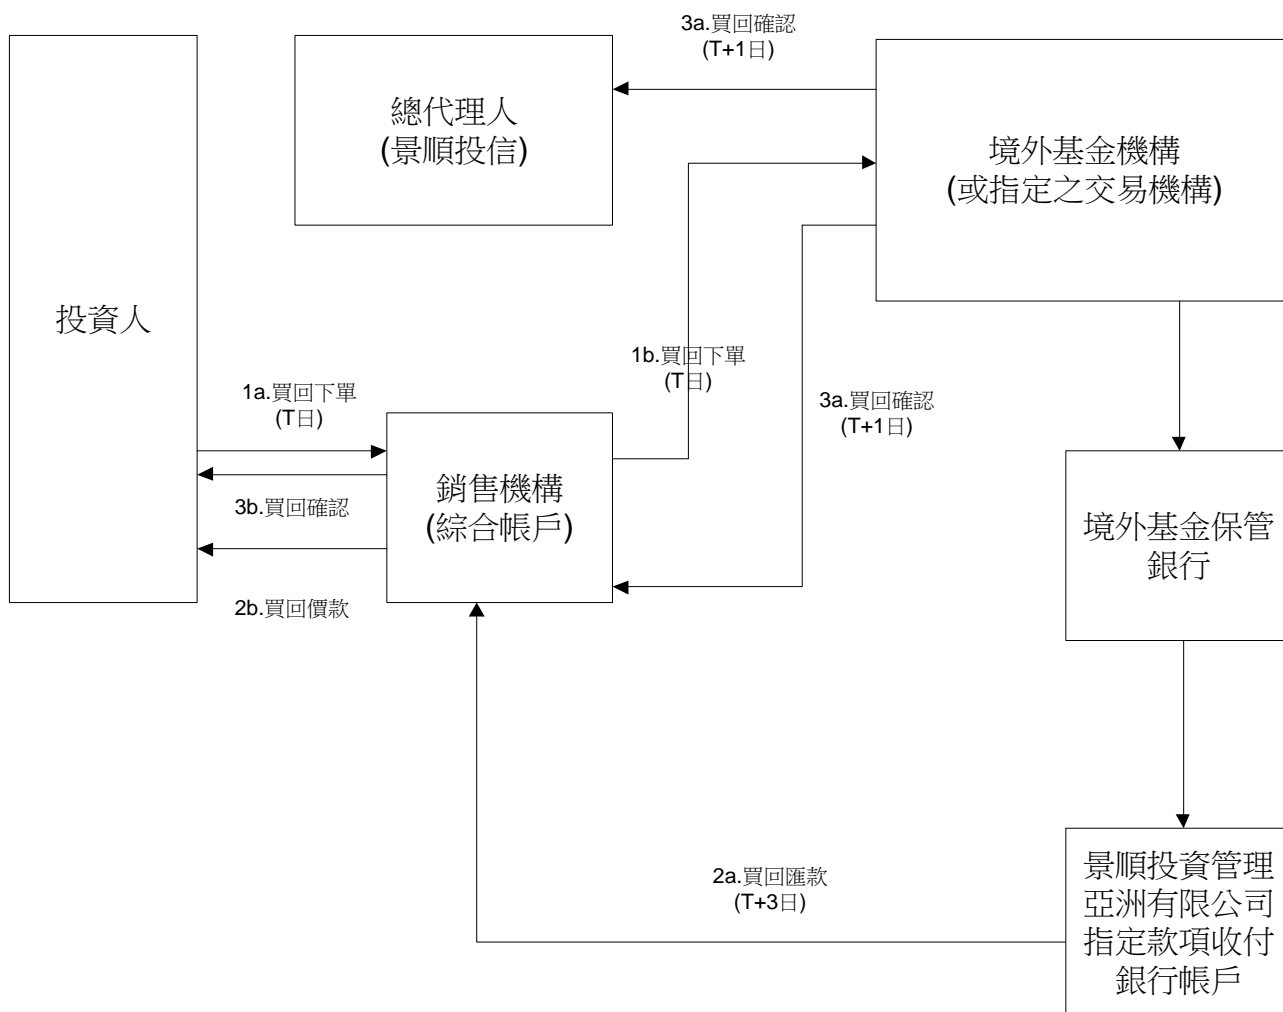 3a.買回確認
(T+1日)
總代理人
(景順投信)
境外基金機構
(或指定之交易機構)
投資人
1b.買回下單
(T日)
1a.買回下單
(T日)
3a.買回確認
(T+1日)
銷售機構
(綜合帳戶)
3b.買回確認
境外基金保管
銀行
2b.買回價款
2a.買回匯款
(T+3日)
景順投資管理
亞洲有限公司
指定款項收付
銀行帳戶